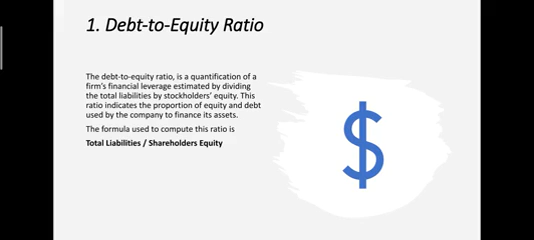 1. Debt-to-Equity Ratio
The debt-to-equity ratio, is a quantification of a
firm's financial leverage estimated by dividing
the total liabilities by stockholders' equity. This
ratio indicates the proportion of equity and debt
used by the company to finance its assets.
The formula used to compute this ratio is
Total Liabilities / Shareholders Equity
$